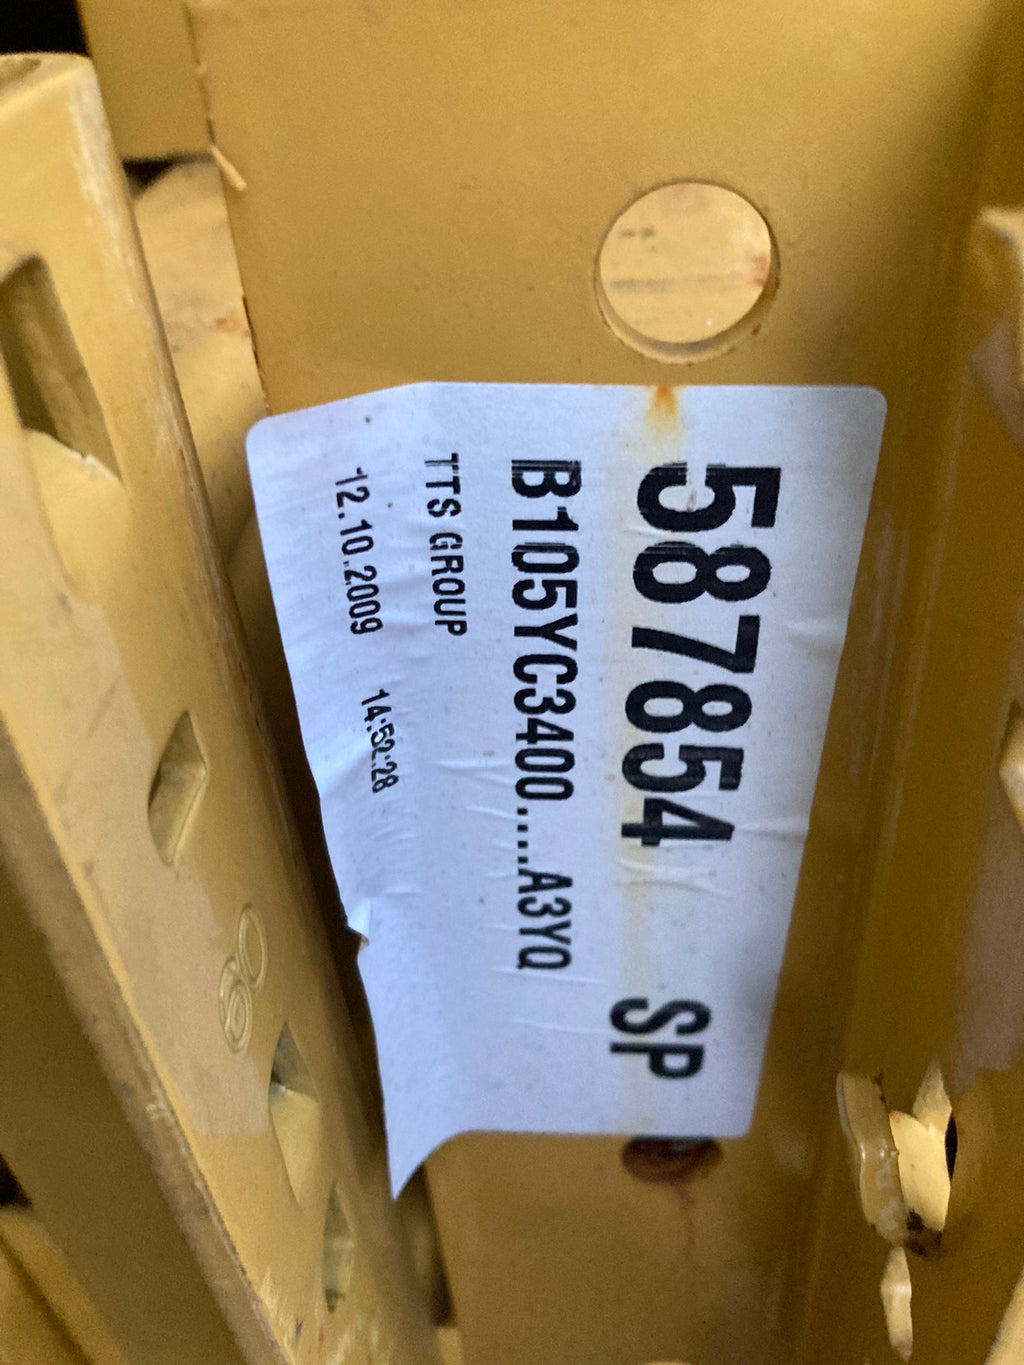 587854 SP
B105YC3400....A3YQ
TTS GROUP
12.10.2009 14:52:28